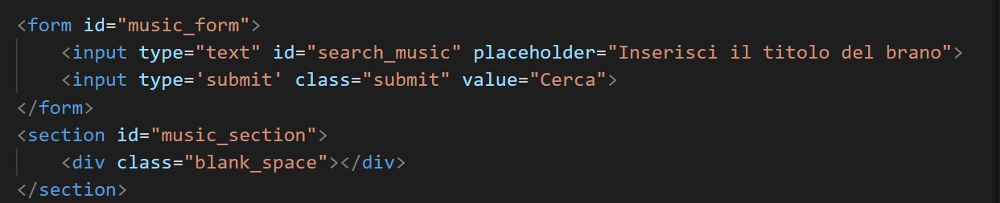 <form id="music_form">
    <input type="text" id="search_music" placeholder="Inserisci il titolo del brano">
    <input type='submit' class="submit" value="Cerca">
</form>
<section id="music_section">
    <div class="blank_space"></div>
</section>